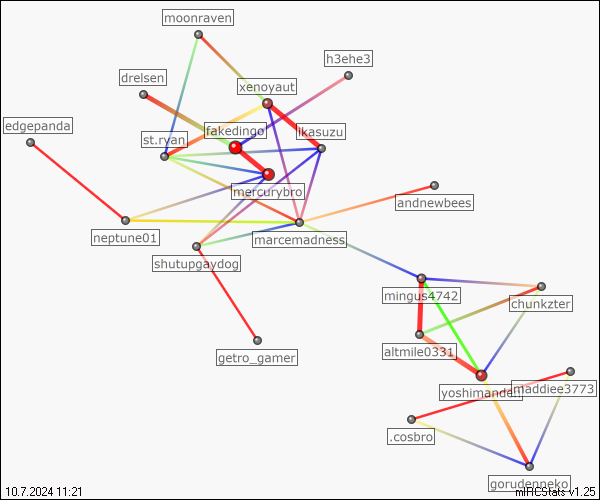 moonraven
h3ehe3
drelsen
xenoyaut
edgepanda
fakedingo
ikasuzu
st.ryan
mercurybro
andnewbees
neptune01
marcemadness
shutupgaydog
mingus4742
chunkzter
getro_gamer
altmile0331
yoshimande
maddiee3773
.cosbro
gorudenneko
10.7.2024 11:21
mIRCStats v1.25